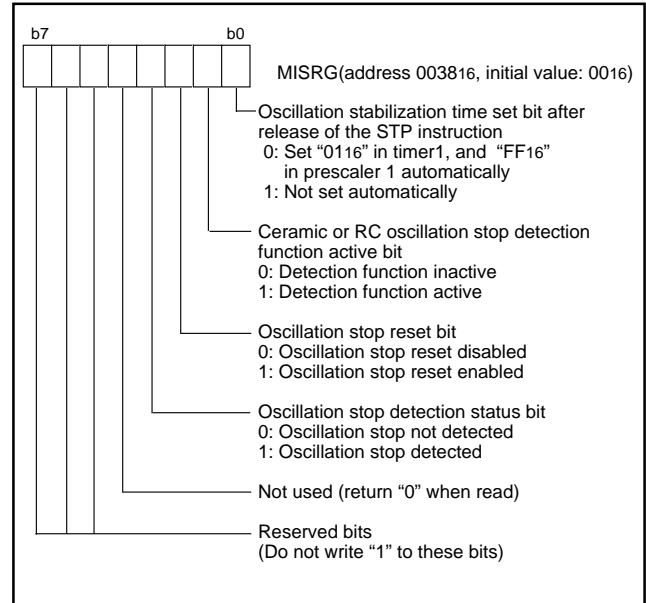 b7 b0
MISRG(address 003816, initial value: 0016)
Oscillation stabilization time set bit after
release of the STP instruction
0: Set “0116” in timer1, and “FF16”
in prescaler 1 automatically
1: Not set automatically
Ceramic or RC oscillation stop detection
function active bit
0: Detection function inactive
1: Detection function active
Oscillation stop reset bit
0: Oscillation stop reset disabled
1: Oscillation stop reset enabled
Oscillation stop detection status bit
0: Oscillation stop not detected
1: Oscillation stop detected
Not used (return “0” when read)
Reserved bits
(Do not write “1” to these bits)